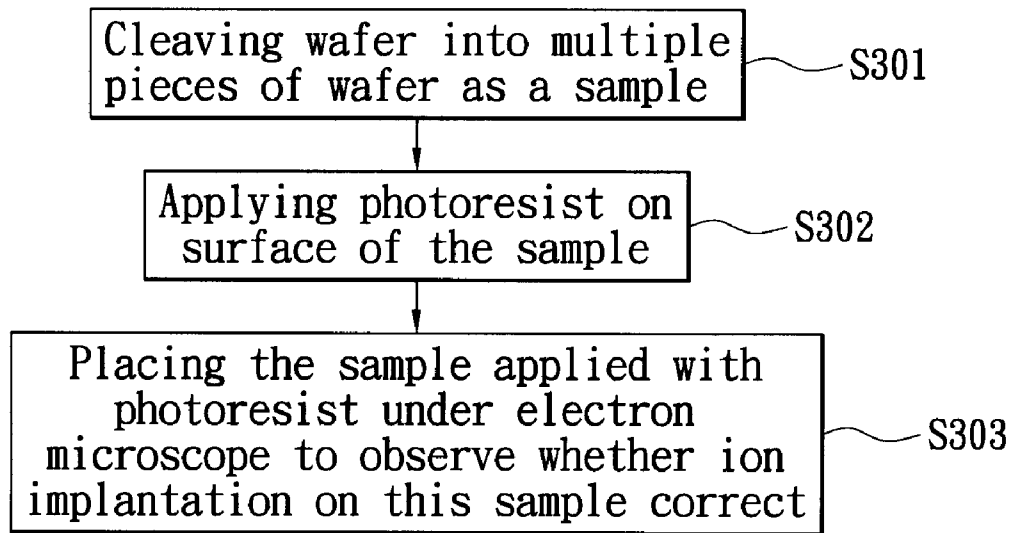 Cleaving wafer into multiple
pieces of wafer as a sample
S301
Applying photoresist on
surface of the sample
S302
Placing the sample applied with
photoresist under electron
microscope to observe whether ion
implantation on this sample correct
S303